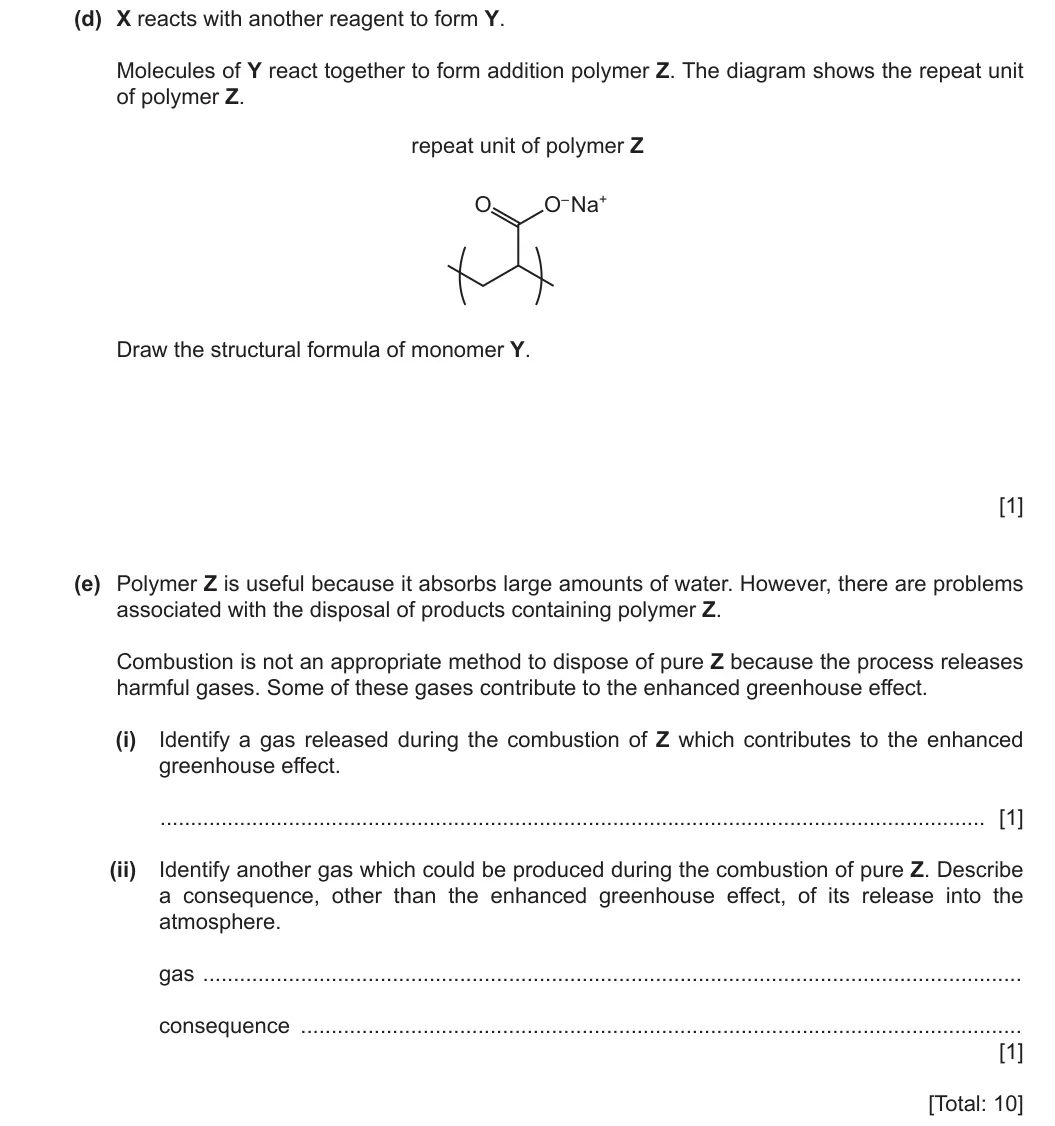 (d) X reacts with another reagent to form Y.
Molecules of Y react together to form addition polymer Z. The diagram shows the repeat unit
of polymer Z.
repeat unit of polymer Z
O O⁻Na⁺
Draw the structural formula of monomer Y.
[1]
(e) Polymer Z is useful because it absorbs large amounts of water. However, there are problems
associated with the disposal of products containing polymer Z.
Combustion is not an appropriate method to dispose of pure Z because the process releases
harmful gases. Some of these gases contribute to the enhanced greenhouse effect.
(i) Identify a gas released during the combustion of Z which contributes to the enhanced
greenhouse effect.
[1]
(ii) Identify another gas which could be produced during the combustion of pure Z. Describe
a consequence, other than the enhanced greenhouse effect, of its release into the
atmosphere.
gas
consequence
[1]
[Total: 10]